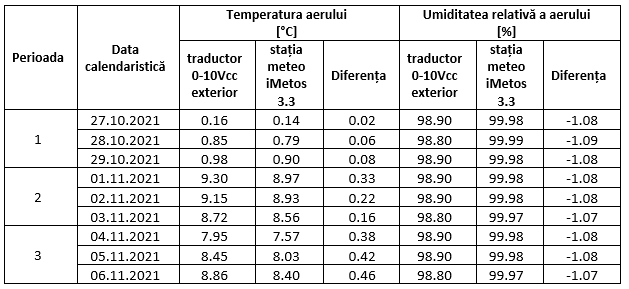 Perioada Data calendaristică Temperatura aerului [°C] Umiditatea relativă a aerului [%]
traductor 0-10Vcc exterior stația meteo iMetos 3.3 Diferența traductor 0-10Vcc exterior stația meteo iMetos 3.3 Diferența
1 27.10.2021 0.16 0.14 0.02 98.90 99.98 -1.08
28.10.2021 0.85 0.79 0.06 98.80 99.99 -1.09
29.10.2021 0.98 0.90 0.08 98.90 99.98 -1.08
2 01.11.2021 9.30 8.97 0.33 98.90 99.98 -1.08
02.11.2021 9.15 8.93 0.22 98.90 99.98 -1.08
03.11.2021 8.72 8.56 0.16 98.80 99.97 -1.07
3 04.11.2021 7.95 7.57 0.38 98.90 99.98 -1.08
05.11.2021 8.45 8.03 0.42 98.90 99.98 -1.08
06.11.2021 8.86 8.40 0.46 98.80 99.97 -1.07